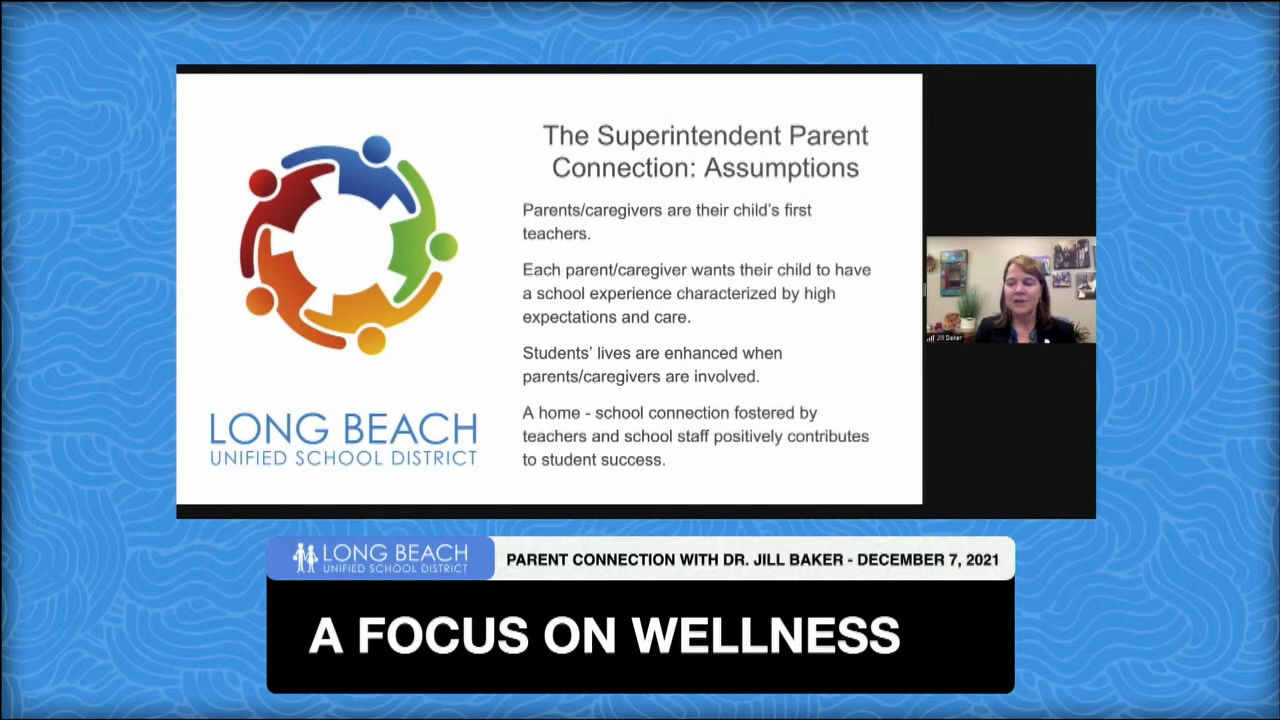 The Superintendent Parent
Connection: Assumptions
Parents/caregivers are their child's first
teachers.
Each parent/caregiver wants their child to have
a school experience characterized by high
expectations and care.
Students' lives are enhanced when
parents/caregivers are involved.
A home - school connection fostered by
teachers and school staff positively contributes
to student success.
LONG BEACH
UNIFIED SCHOOL DISTRICT
Jill Baker
LONG BEACH
UNIFIED SCHOOL DISTRICT
PARENT CONNECTION WITH DR. JILL BAKER - DECEMBER 7, 2021
A FOCUS ON WELLNESS